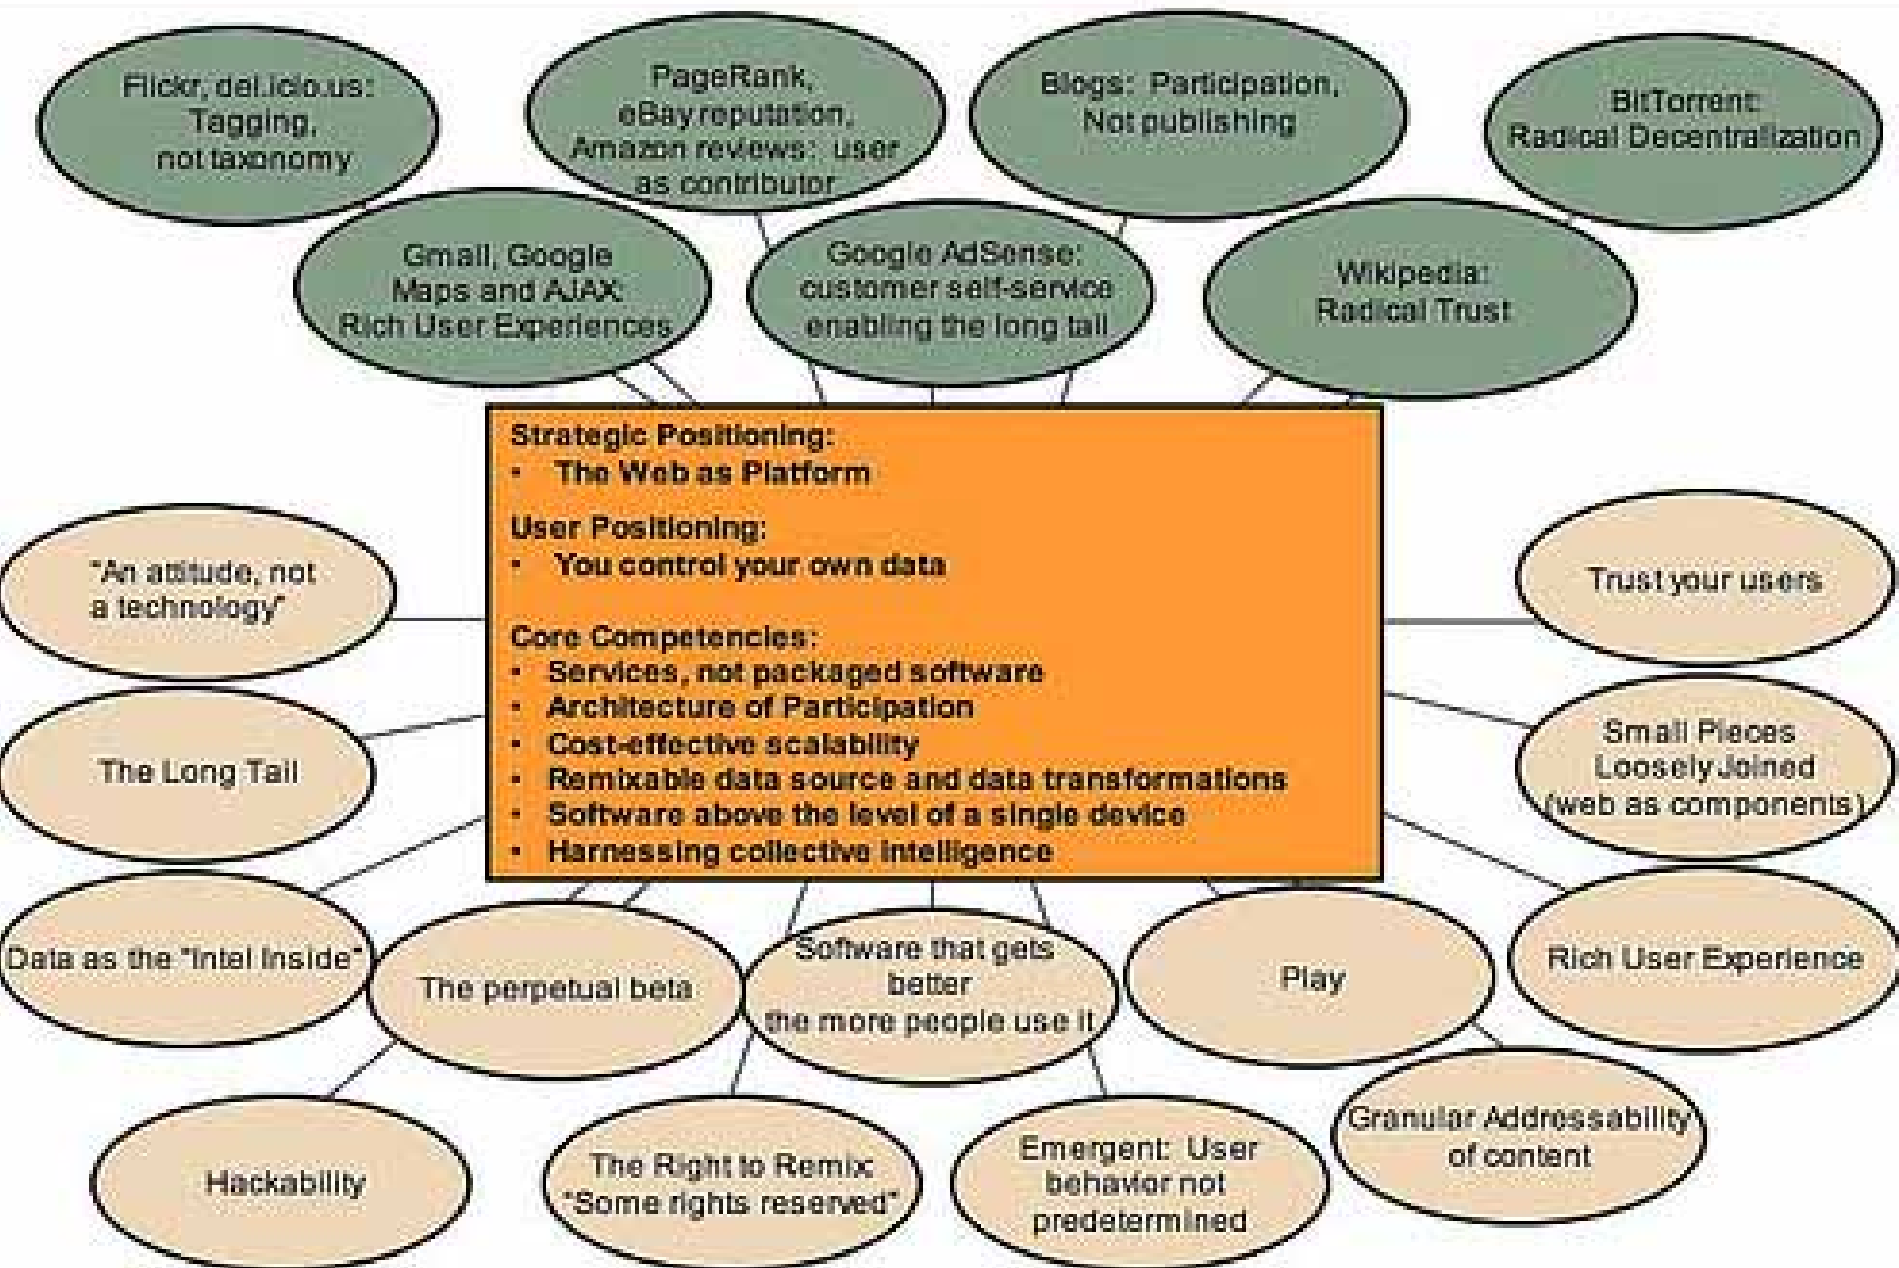 Flickr, del.icio.us:
Tagging,
not taxonomy
PageRank,
eBay reputation,
Amazon reviews: user
as contributor
Blogs: Participation,
Not publishing
BitTorrent:
Radical Decentralization
Gmail, Google
Maps and AJAX:
Rich User Experiences
Google AdSense:
customer self-service
enabling the long tail
Wikipedia:
Radical Trust
Strategic Positioning:
• The Web as Platform
User Positioning:
• You control your own data
Core Competencies:
• Services, not packaged software
• Architecture of Participation
• Cost-effective scalability
• Remixable data source and data transformations
• Software above the level of a single device
• Harnessing collective intelligence
"An attitude, not
a technology"
The Long Tail
Data as the "Intel Inside"
Trust your users
Small Pieces
Loosely Joined
(web as components)
Rich User Experience
The perpetual beta
Software that gets
better
the more people use it
Play
Hackability
The Right to Remix:
"Some rights reserved"
Emergent: User
behavior not
predetermined
Granular Addressability
of content